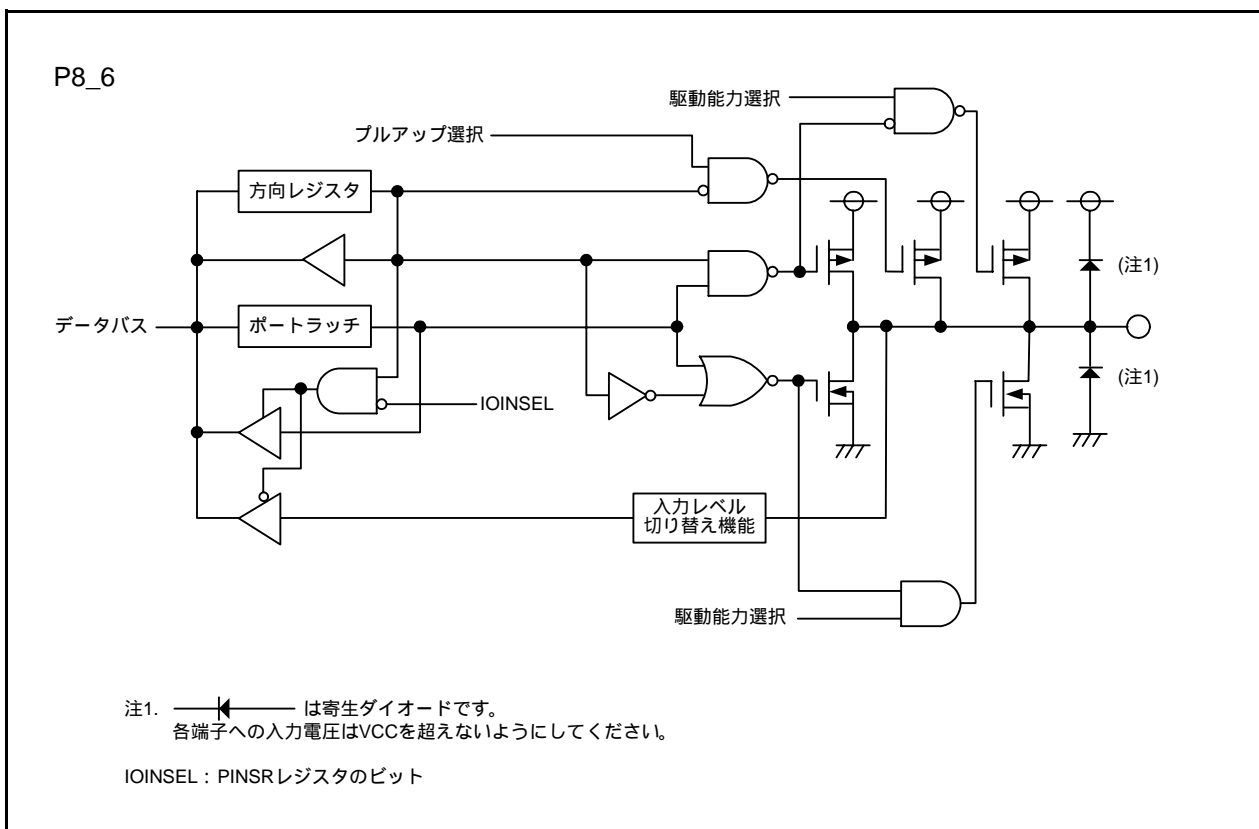 P8_6
駆動能力選択
プルアップ選択
方向レジスタ
(注1)
データバス
ポートラッチ
(注1)
IOINSEL
入力レベル
切り替え機能
駆動能力選択
注1. は寄生ダイオードです。
各端子への入力電圧はVCCを超えないようにしてください。
IOINSEL：PINSRレジスタのビット